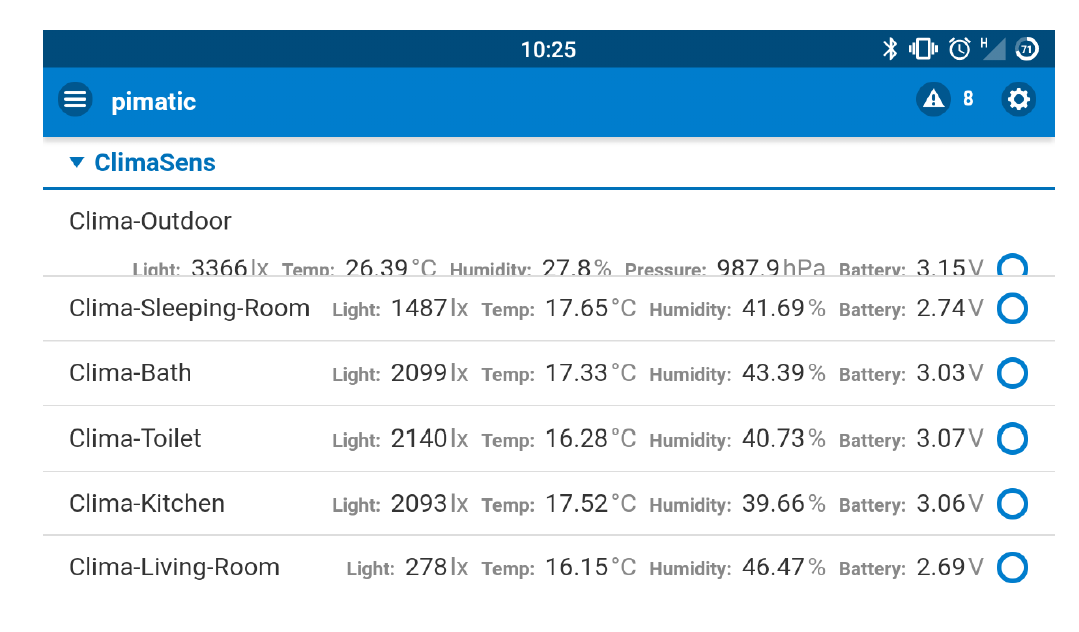 10:25 H 71
pimatic 8
ClimaSens
Clima-Outdoor
Light: 3366 lx Temp: 26.39 °C Humidity: 27.8 % Pressure: 987.9 hPa Battery: 3.15 V
Clima-Sleeping-Room Light: 1487 lx Temp: 17.65 °C Humidity: 41.69 % Battery: 2.74 V
Clima-Bath Light: 2099 lx Temp: 17.33 °C Humidity: 43.39 % Battery: 3.03 V
Clima-Toilet Light: 2140 lx Temp: 16.28 °C Humidity: 40.73 % Battery: 3.07 V
Clima-Kitchen Light: 2093 lx Temp: 17.52 °C Humidity: 39.66 % Battery: 3.06 V
Clima-Living-Room Light: 278 lx Temp: 16.15 °C Humidity: 46.47 % Battery: 2.69 V